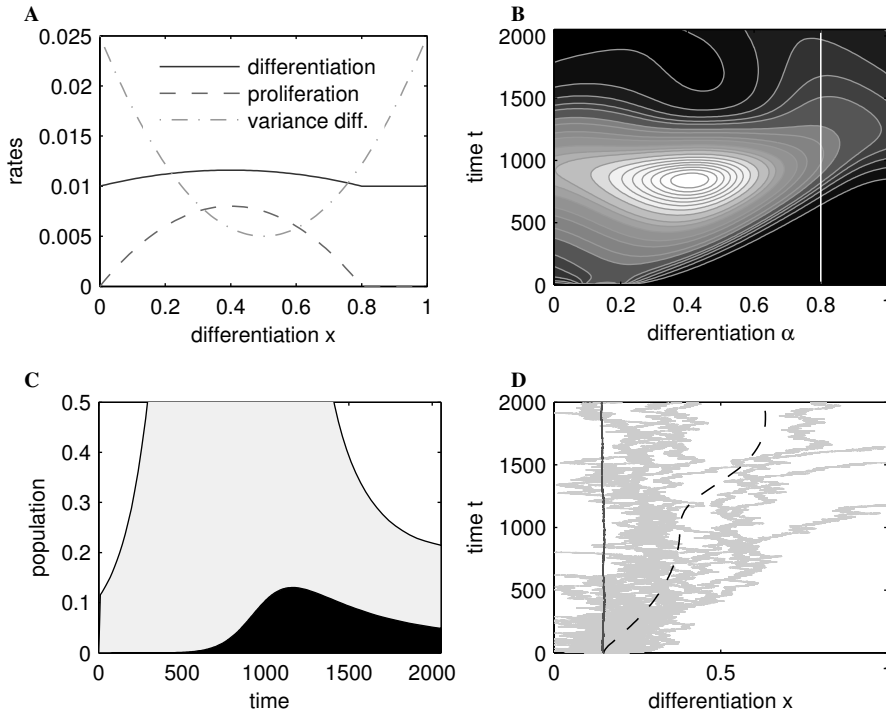 A
0.025
0.02
0.015
0.01
0.005
0
rates
differentiation
proliferation
variance diff.
0 0.2 0.4 0.6 0.8 1
differentiation x
B
2000
1500
1000
500
0
time t
0 0.2 0.4 0.6 0.8 1
differentiation α
C
0.5
0.4
0.3
0.2
0.1
0
population
0 500 1000 1500 2000
time
D
2000
1500
1000
500
0
time t
0 0.5 1
differentiation x